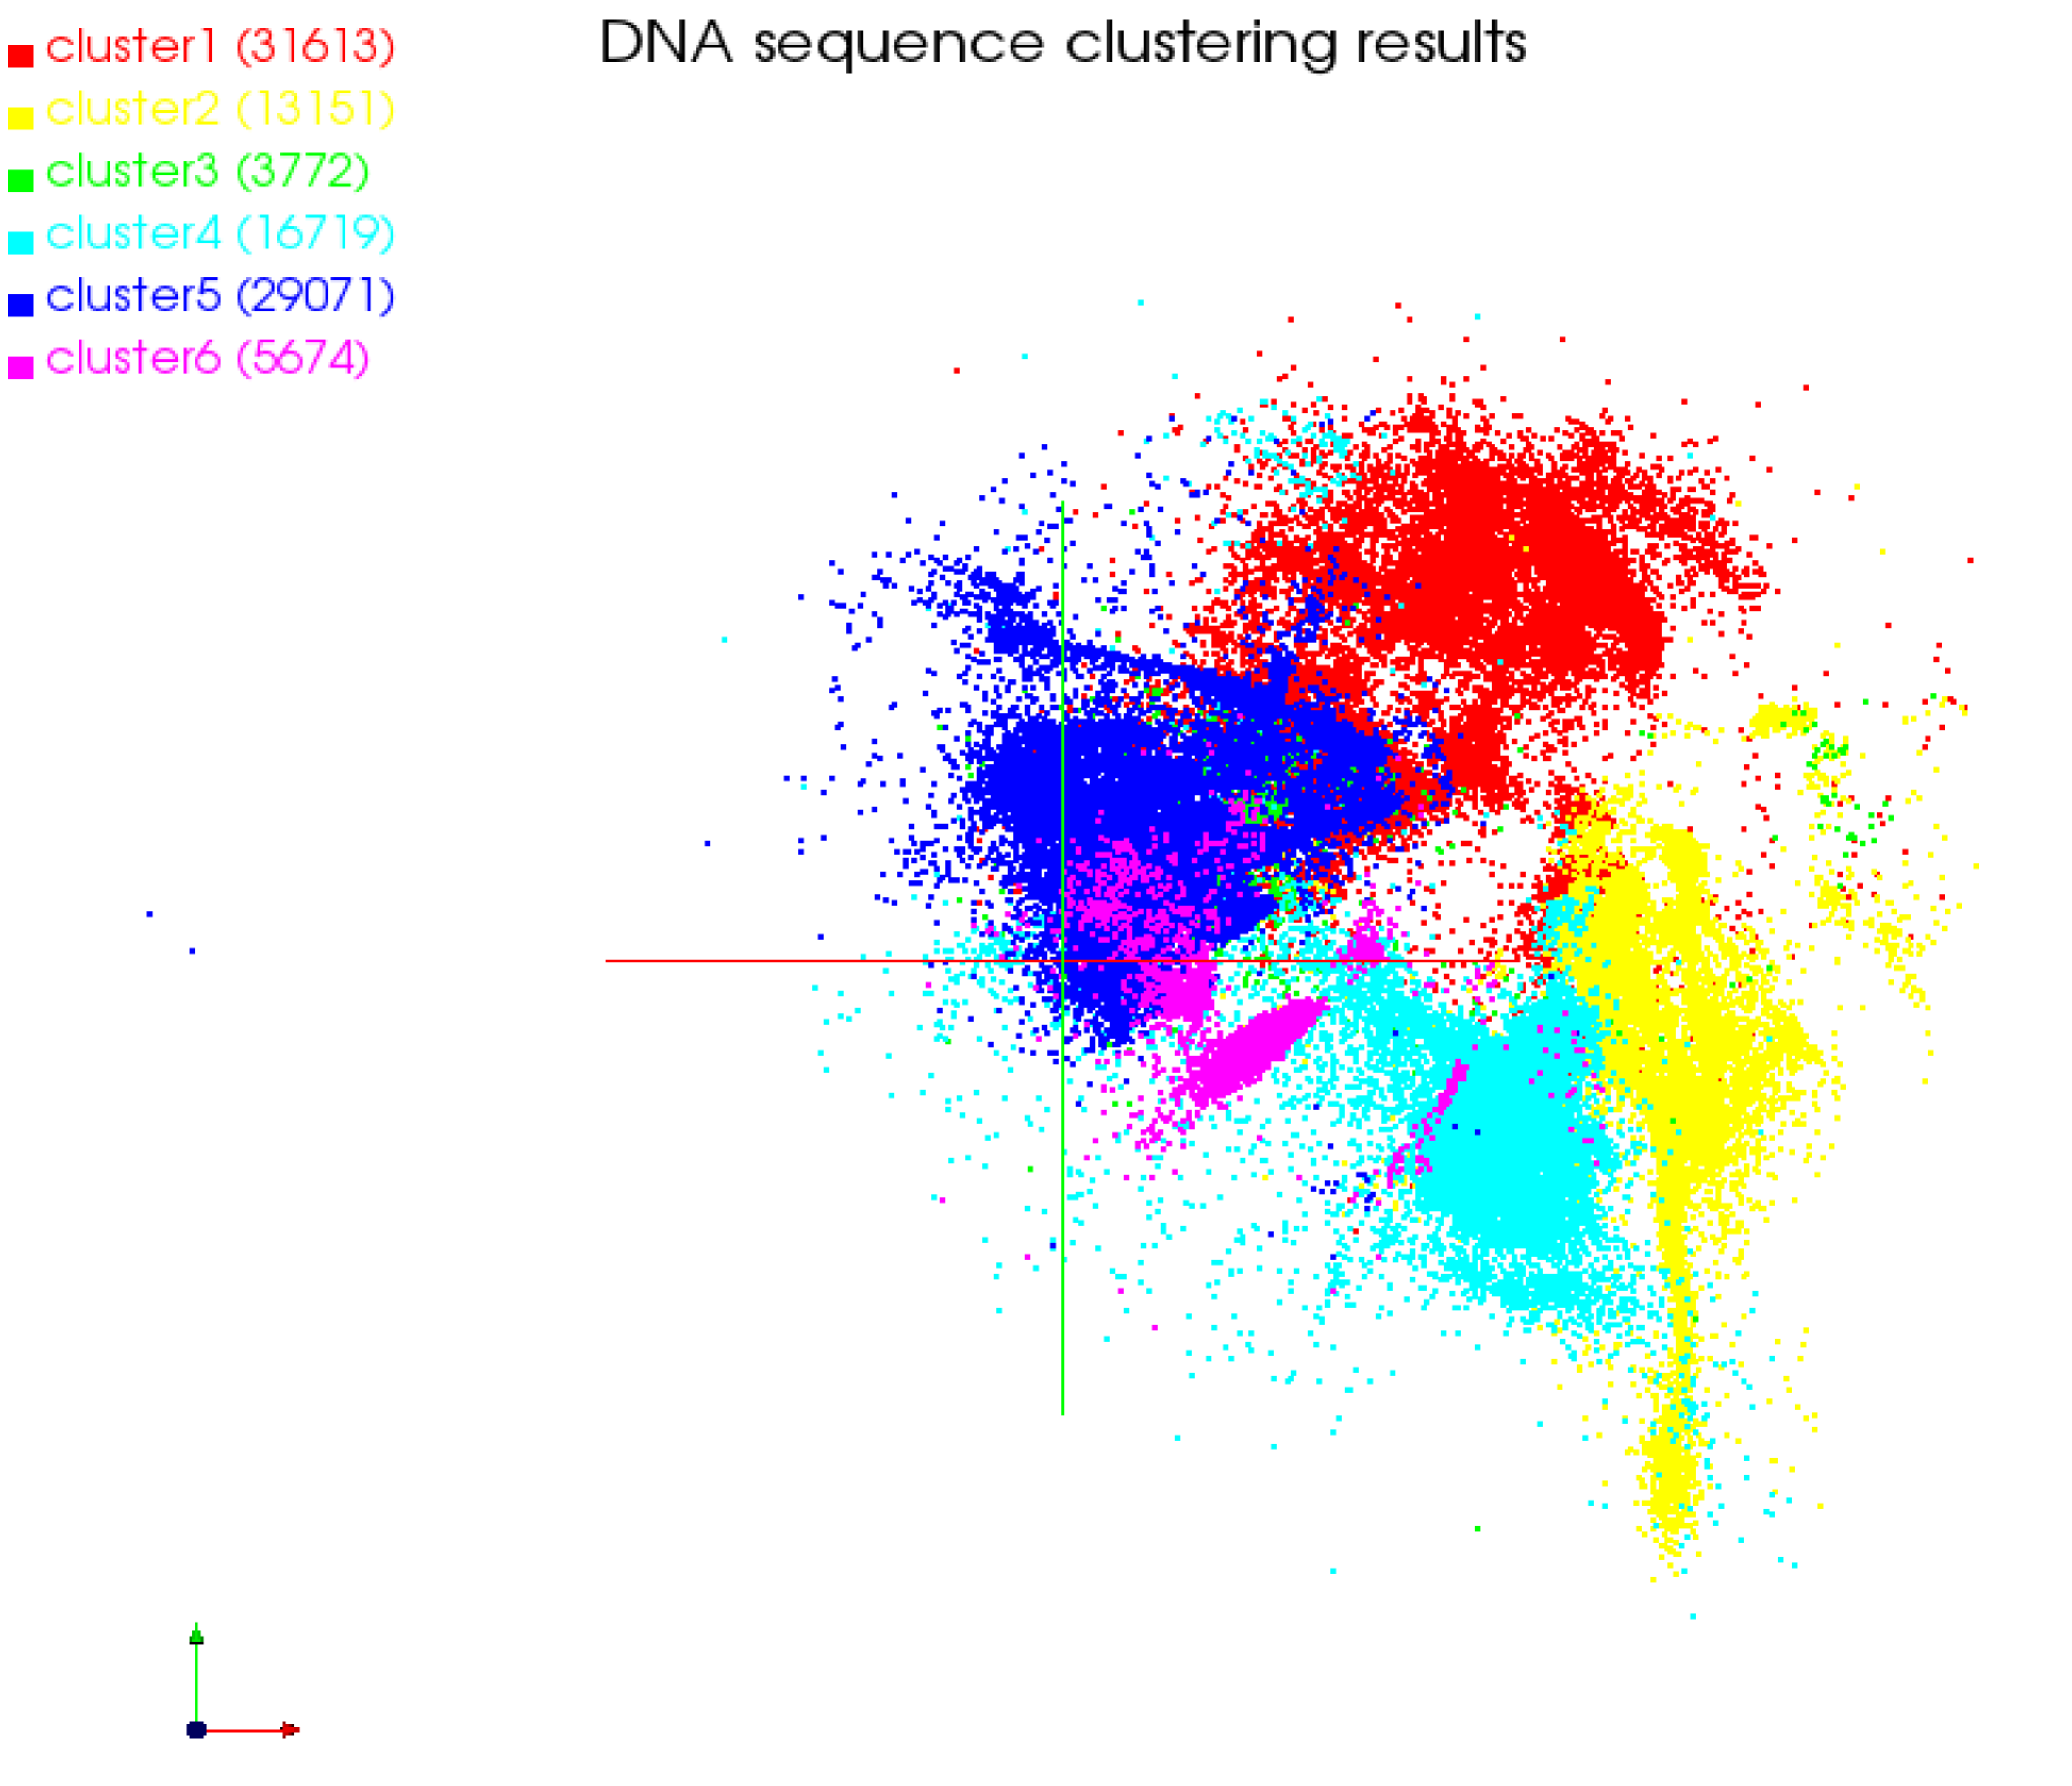 DNA sequence clustering results
cluster1 (31613)
cluster2 (13151)
cluster3 (3772)
cluster4 (16719)
cluster5 (29071)
cluster6 (5674)